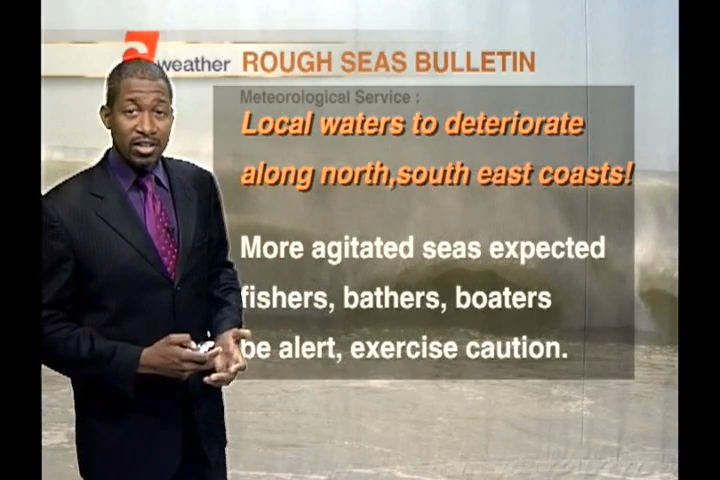 weather
ROUGH SEAS BULLETIN
Meteorological Service :
Local waters to deteriorate
along north,south east coasts!
More agitated seas expected
fishers, bathers, boaters
be alert, exercise caution.